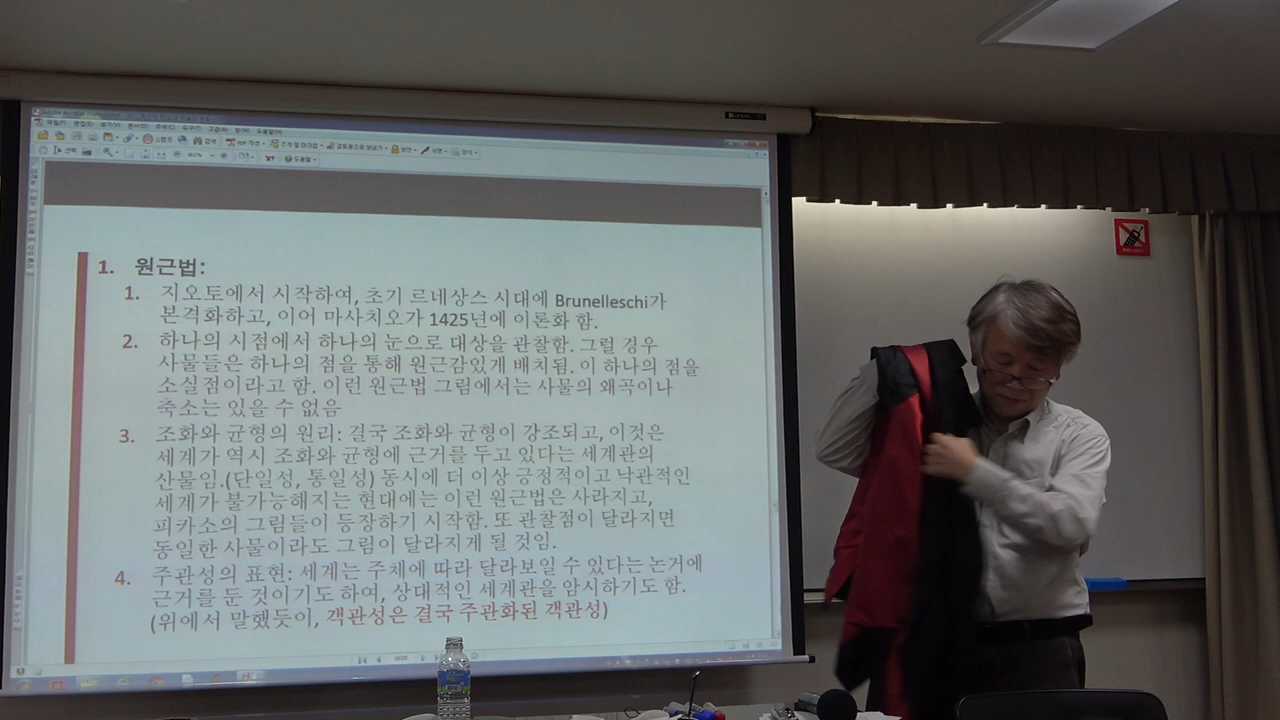 1. 원근법:
1. 지오토에서 시작하여, 초기 르네상스 시대에 Brunelleschi가
본격화하고, 이어 마사치오가 1425년에 이론화 함.
2. 하나의 시점에서 하나의 눈으로 대상을 관찰함. 그럴 경우
사물들은 하나의 점을 통해 원근감있게 배치됨. 이 하나의 점을
소실점이라고 함. 이런 원근법 그림에서는 사물의 왜곡이나
축소는 있을 수 없음
3. 조화와 균형의 원리: 결국 조화와 균형이 강조되고, 이것은
세계가 역시 조화와 균형에 근거를 두고 있다는 세계관의
산물임.(단일성, 통일성) 동시에 더 이상 긍정적이고 낙관적인
세계가 불가능해지는 현대에는 이런 원근법은 사라지고,
피카소의 그림들이 등장하기 시작함. 또 관찰점이 달라지면
동일한 사물이라도 그림이 달라지게 될 것임.
4. 주관성의 표현: 세계는 주체에 따라 달라보일 수 있다는 논거에
근거를 둔 것이기도 하여, 상대적인 세계관을 암시하기도 함.
(위에서 말했듯이, 객관성은 결국 주관화된 객관성)